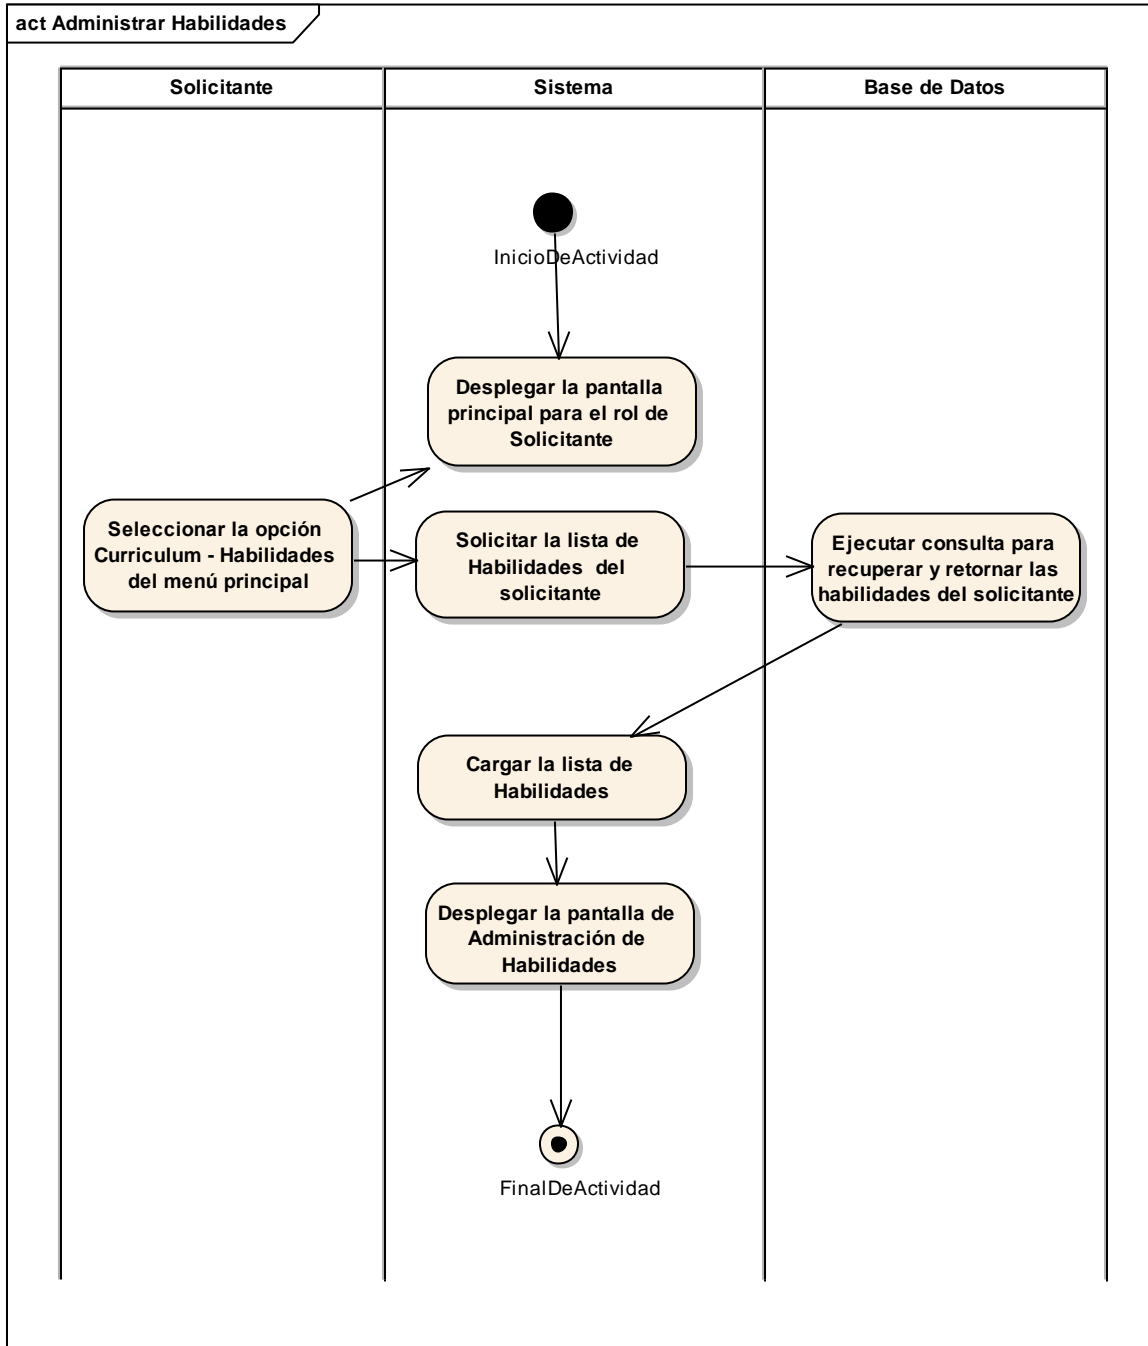 act Administrar Habilidades
Solicitante
Sistema
Base de Datos
InicioDeActividad
Desplegar la pantalla
principal para el rol de
Solicitante
Seleccionar la opción
Curriculum - Habilidades
del menú principal
Solicitar la lista de
Habilidades del
solicitante
Ejecutar consulta para
recuperar y retornar las
habilidades del solicitante
Cargar la lista de
Habilidades
Desplegar la pantalla de
Administración de
Habilidades
FinalDeActividad